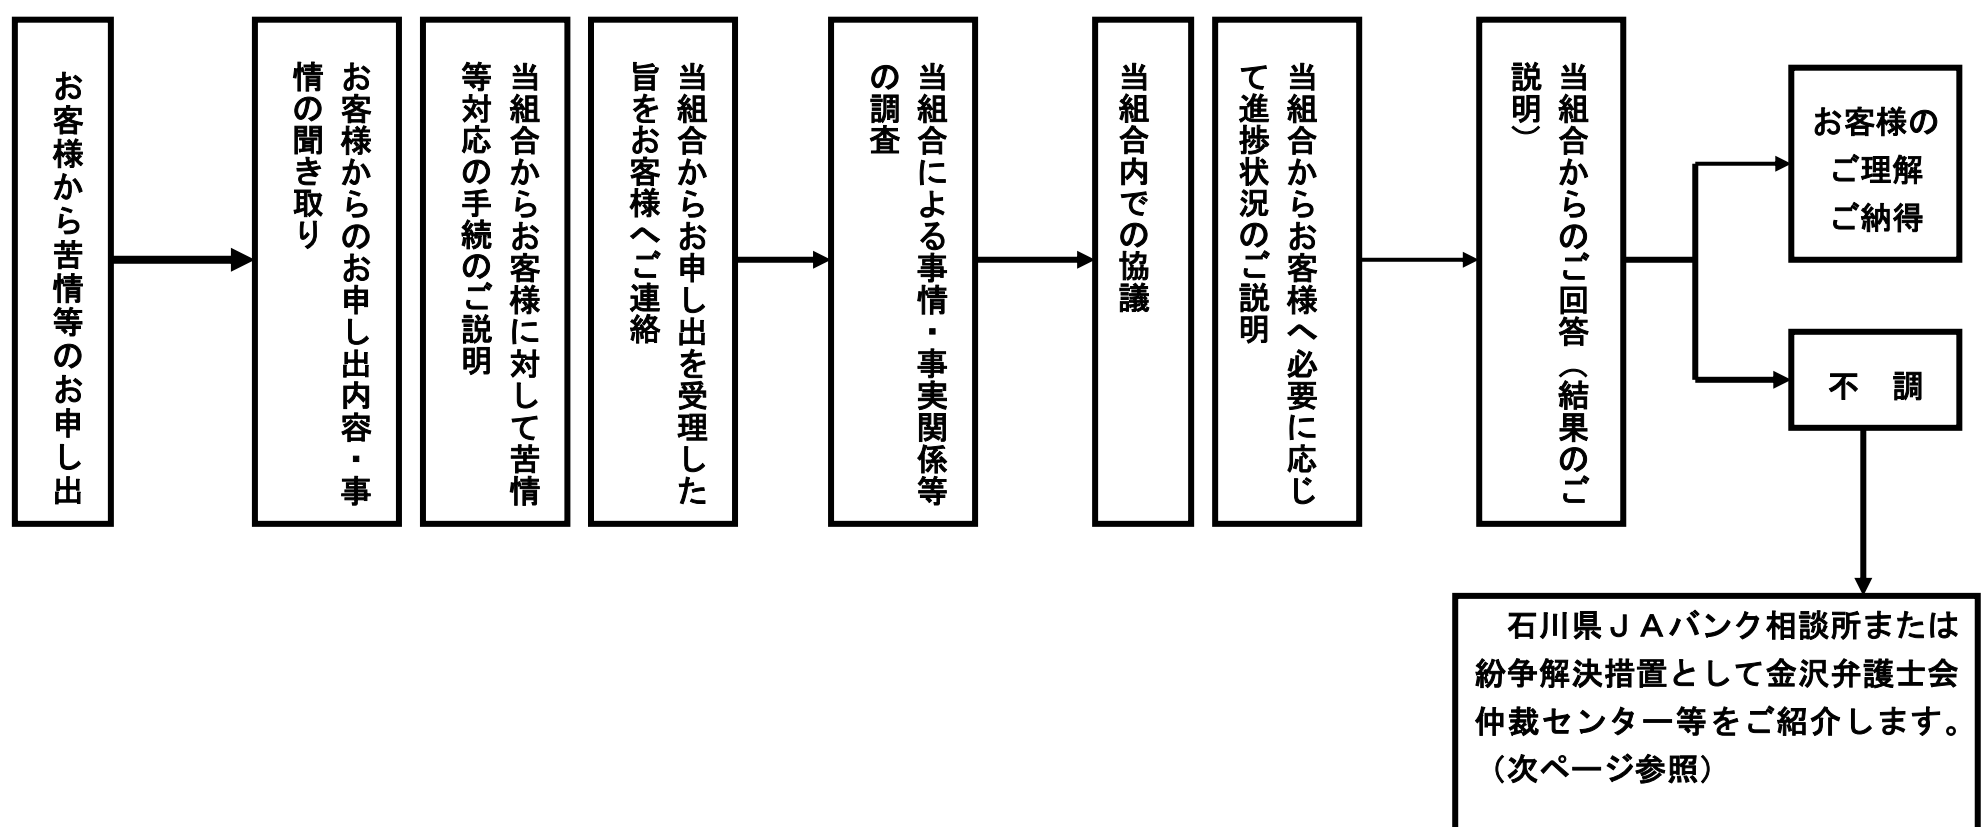 お客様から苦情等のお申し出
お客様からのお申し出内容・事
情の聞き取り
当組合からお客様に対して苦情
等対応の手続のご説明
当組合からお申し出を受理した
旨をお客様へご連絡
当組合による事情・事実関係等
の調査
当組合内での協議
当組合からお客様へ必要に応じ
て進捗状況のご説明
当組合からのご回答（結果のご
説明）
お客様の
ご理解
ご納得
不　調
石川県ＪＡバンク相談所または
紛争解決措置として金沢弁護士会
仲裁センター等をご紹介します。
（次ページ参照）